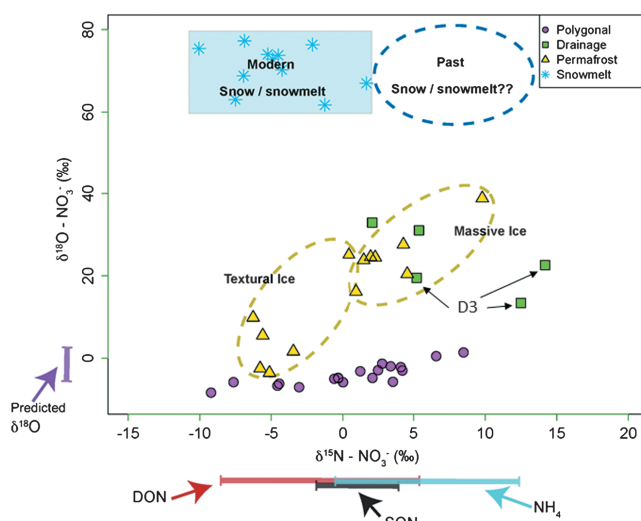 80
60
40
20
0
δ¹⁸O - NO₃⁻ (‰)
Modern
Snow / snowmelt
Past
Snow / snowmelt??
Polygonal
Drainage
Permafrost
Snowmelt
Massive Ice
Textural Ice
D3
Predicted
δ¹⁸O
-15
-10
-5
0
5
10
15
20
δ¹⁵N - NO₃⁻ (‰)
DON
NH₄